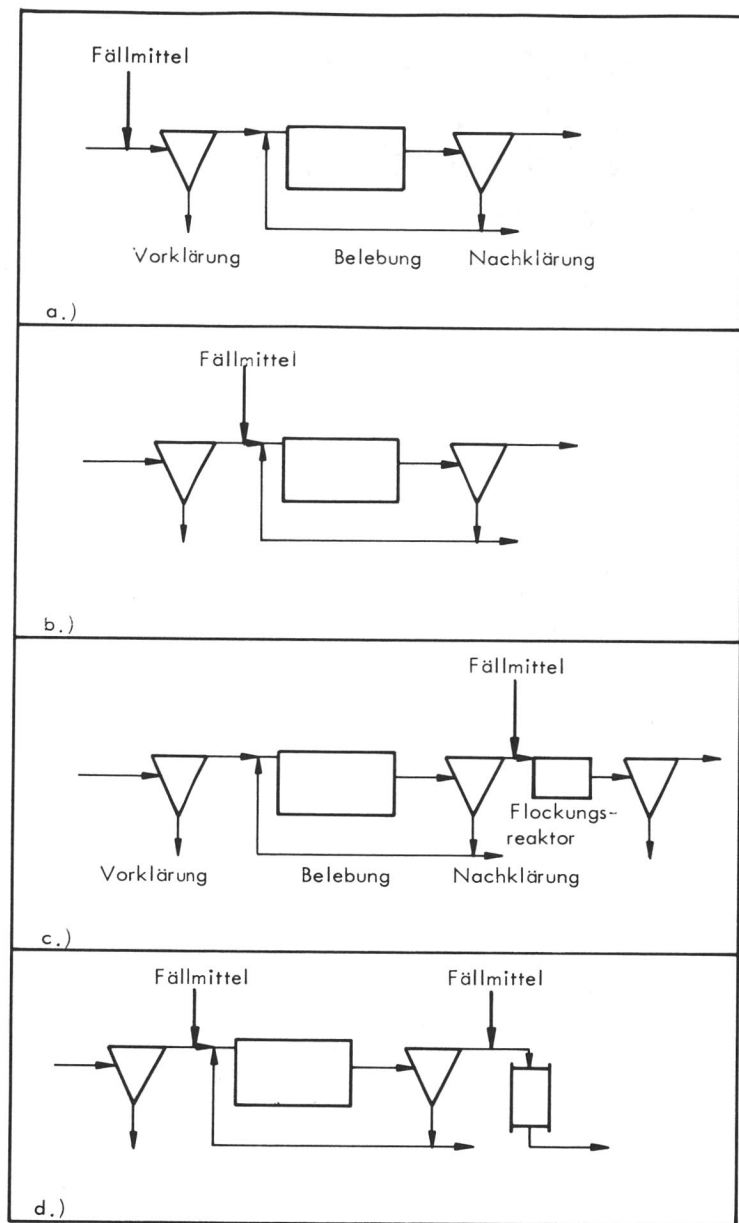 Fällmittel
Vorklärung Belebung Nachklärung
a.)
Fällmittel
b.)
Fällmittel
Flockungs-
reaktor
Vorklärung Belebung Nachklärung
c.)
Fällmittel Fällmittel
d.)